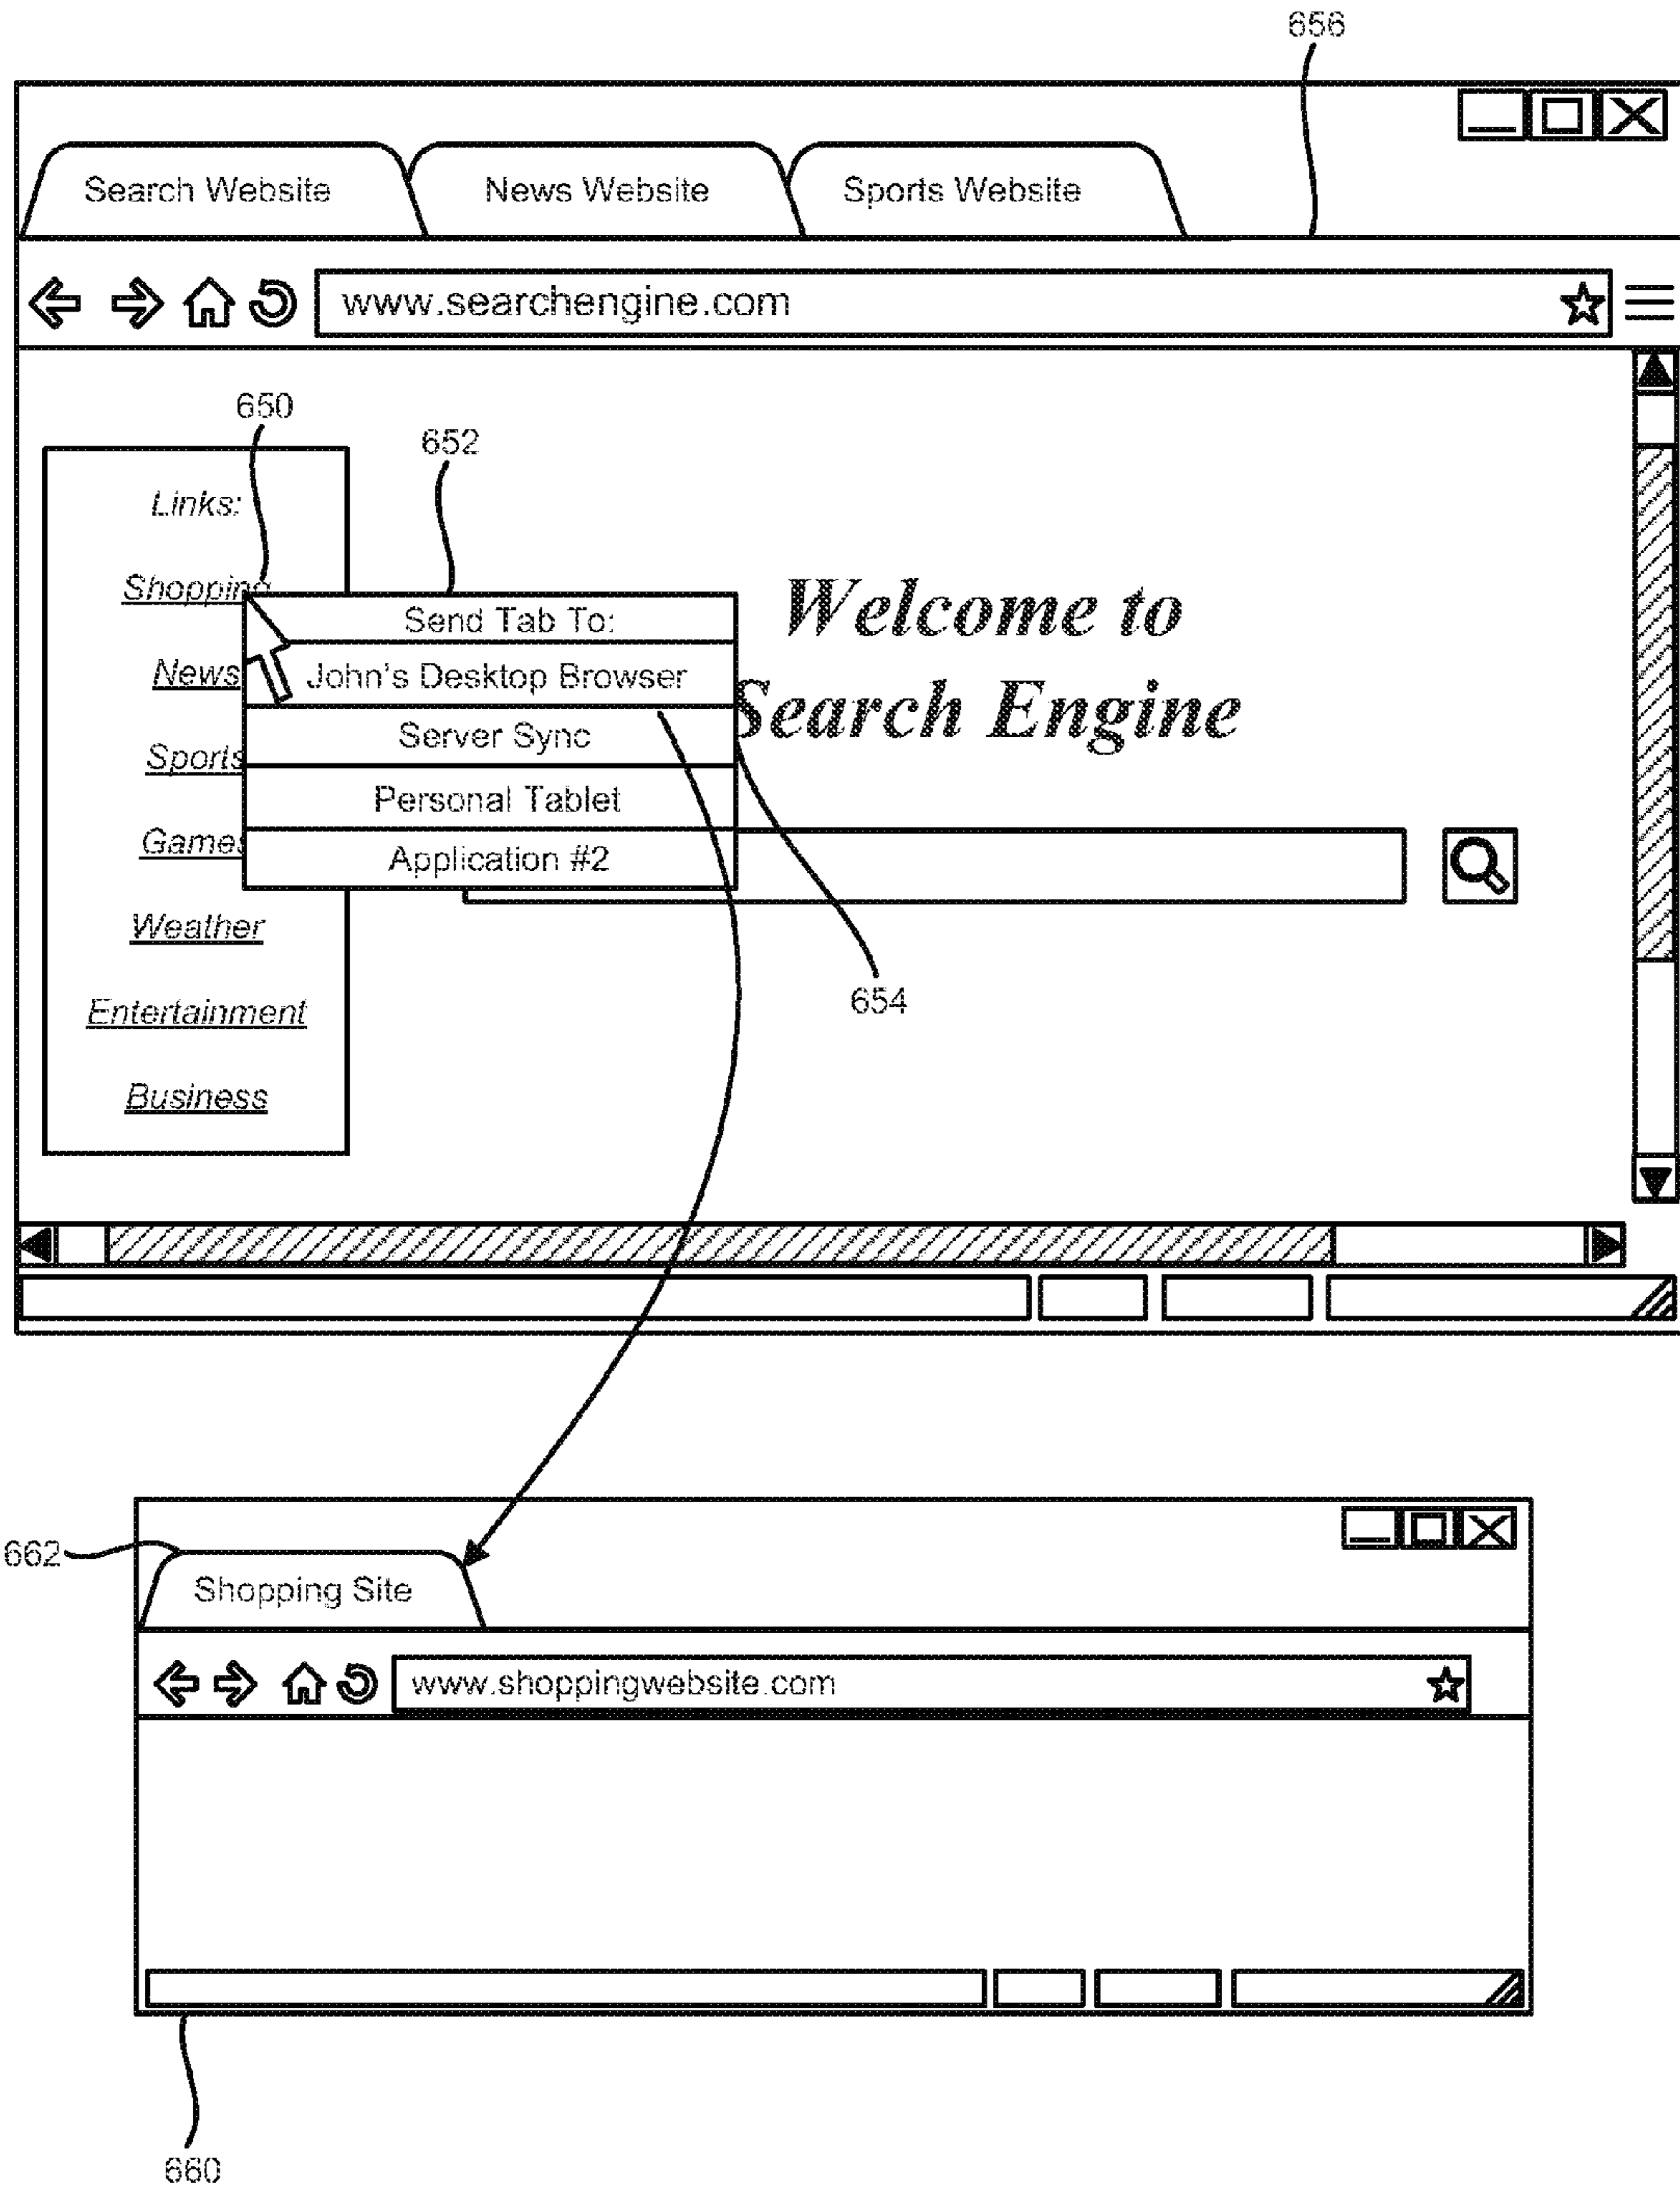 656
Search Website News Website Sports Website
www.searchengine.com
650
652
Links:
Shopping
Send Tab To:
News
John's Desktop Browser
Server Sync
Sports
Personal Tablet
Games
Application #2
Welcome to
Search Engine
Weather
654
Entertainment
Business
662
Shopping Site
www.shoppingwebsite.com
660